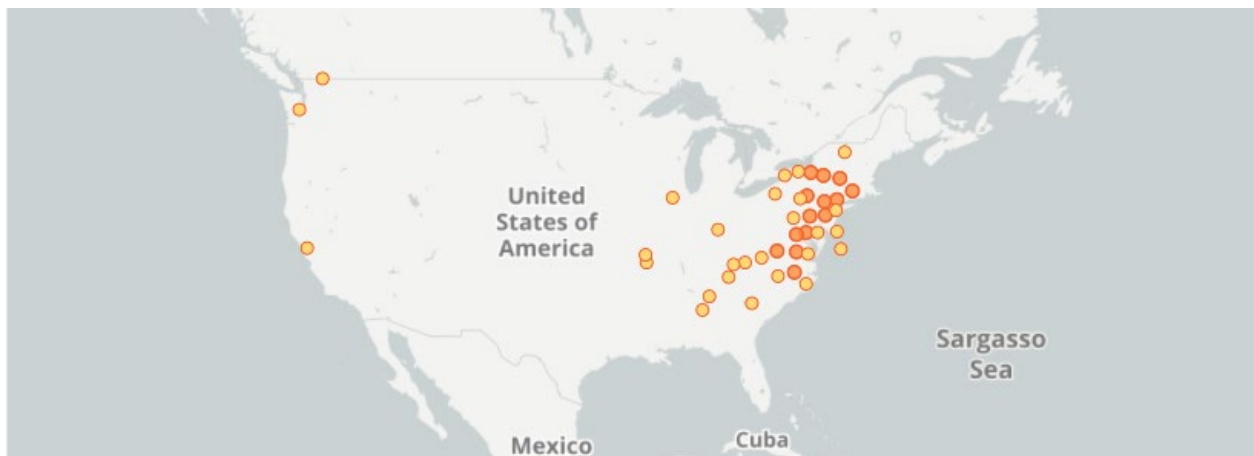 United
States of
America
Sargasso
Sea
Mexico
Cuba